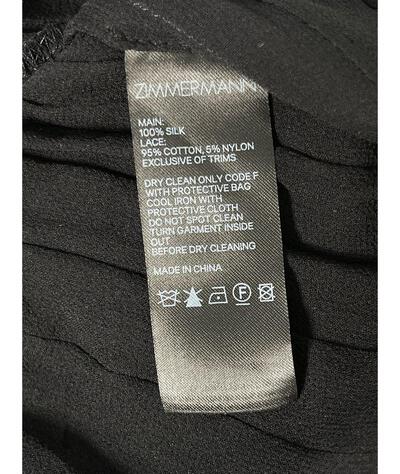 ZIMMERMANN
MAIN:
100% SILK
LACE:
95% COTTON, 5% NYLON
EXCLUSIVE OF TRIMS
DRY CLEAN ONLY CODE F
WITH PROTECTIVE BAG
COOL IRON WITH
PROTECTIVE CLOTH
DO NOT SPOT CLEAN
TURN GARMENT INSIDE
OUT
BEFORE DRY CLEANING
MADE IN CHINA
F